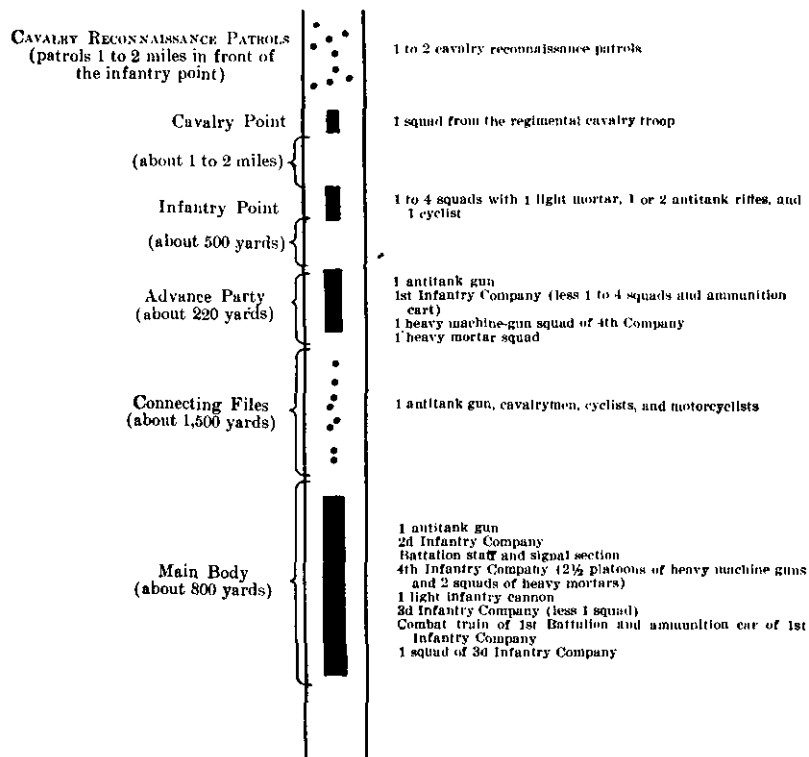 CAVALRY RECONNAISSANCE PATROLS
(patrols 1 to 2 miles in front of
the infantry point)
1 to 2 cavalry reconnaissance patrols
Cavalry Point
1 squad from the regimental cavalry troop
(about 1 to 2 miles)
Infantry Point
1 to 4 squads with 1 light mortar, 1 or 2 antitank rifles, and
1 cyclist
(about 500 yards)
Advance Party
(about 220 yards)
1 antitank gun
1st Infantry Company (less 1 to 4 squads and ammunition
cart)
1 heavy machine-gun squad of 4th Company
1 heavy mortar squad
Connecting Files
(about 1,500 yards)
1 antitank gun, cavalrymen, cyclists, and motorcyclists
Main Body
(about 800 yards)
1 antitank gun
2d Infantry Company
Battalion staff and signal section
4th Infantry Company (2½ platoons of heavy machine guns
and 2 squads of heavy mortars)
1 light infantry cannon
3d Infantry Company (less 1 squad)
Combat train of 1st Battalion and ammunition car of 1st
Infantry Company
1 squad of 3d Infantry Company